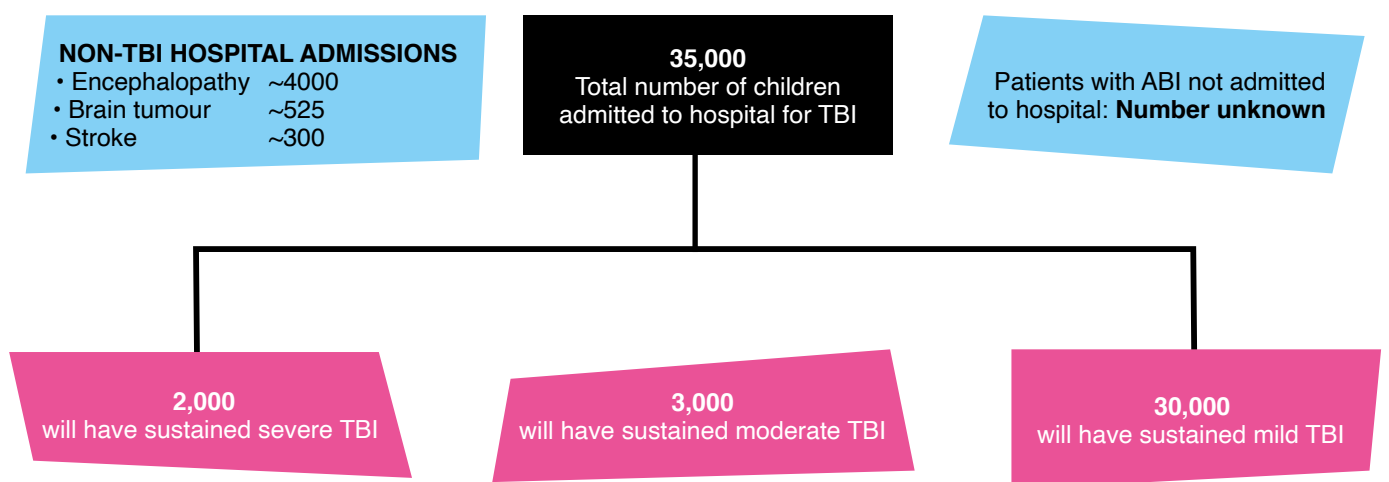 NON-TBI HOSPITAL ADMISSIONS
• Encephalopathy ~4000
• Brain tumour ~525
• Stroke ~300
35,000
Total number of children
admitted to hospital for TBI
Patients with ABI not admitted
to hospital: Number unknown
2,000
will have sustained severe TBI
3,000
will have sustained moderate TBI
30,000
will have sustained mild TBI